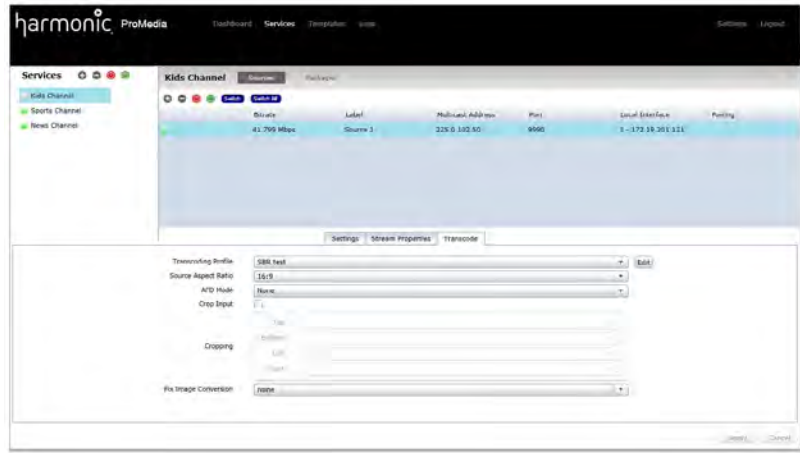 harmonic ProMedia Dashboard Services Templates Logs Settings Logout
Services
Kids Channel Sources Packages
Kids Channel
Sports Channel
News Channel
Switch Switch All
Bitrate Label Multicast Address Port Local Interface Pending
41.799 Mbps Source 1 9990
Settings Stream Properties Transcode
Transcoding Profile SBR test Edit
Source Aspect Ratio 16:9
AFD Mode None
Crop Input
Top
Bottom
Cropping
Left
Right
Pix Image Conversion none
Apply Cancel